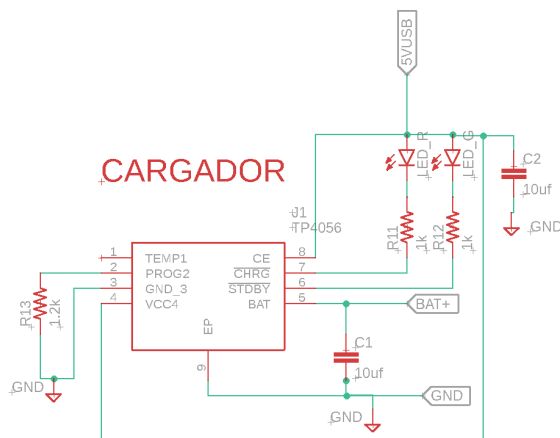 5VUSB
LED_R
LED_G
CARGADOR
C2
10uf
GND
J1
TP4056
R11
1k
R12
1k
1 TEMP1 CE 8
2 PROG2 CHRG 7
3 GND_3 STDBY 6
4 VCC4 BAT 5
EP
9
R13
1.2k
BAT+
C1
10uf
GND
GND
GND